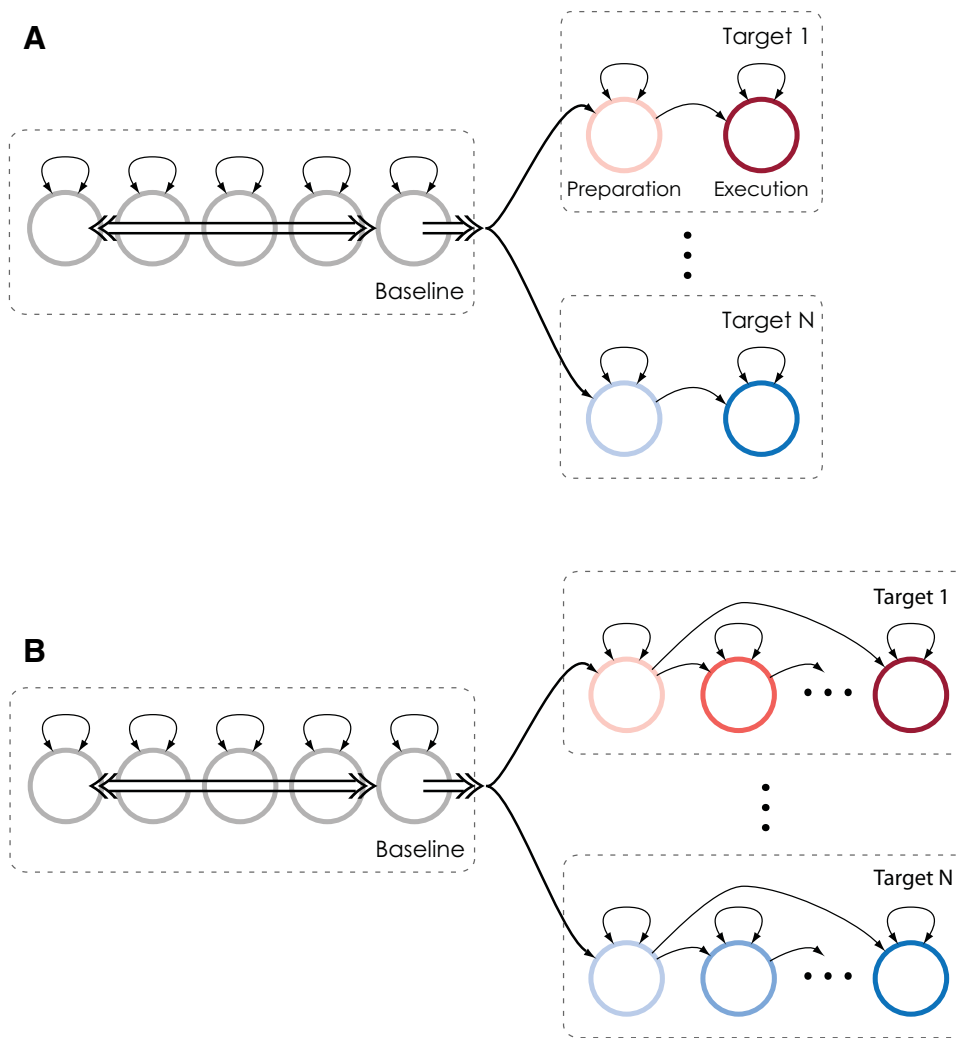 A
Target 1
Preparation
Execution
Baseline
Target N
B
Target 1
Baseline
Target N